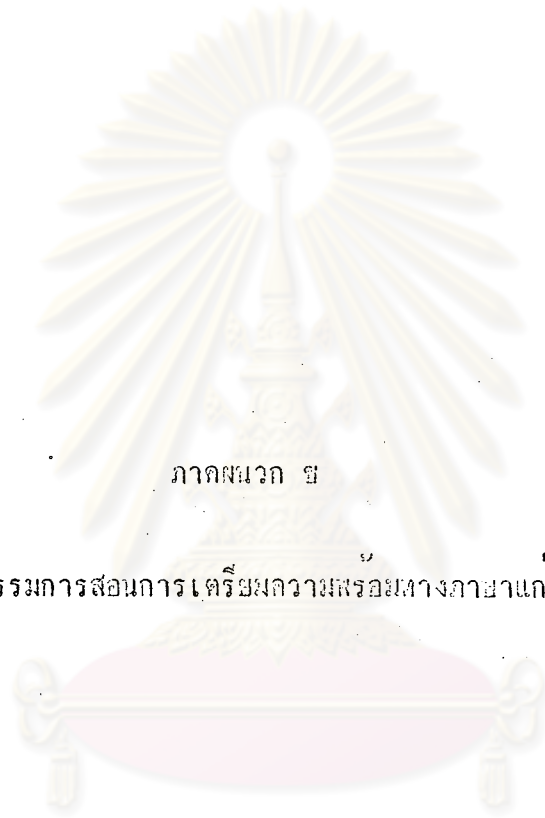 ภาคผนวก ข
รรมการสอนการเตรียมความพร้อมทางภาษาแก่